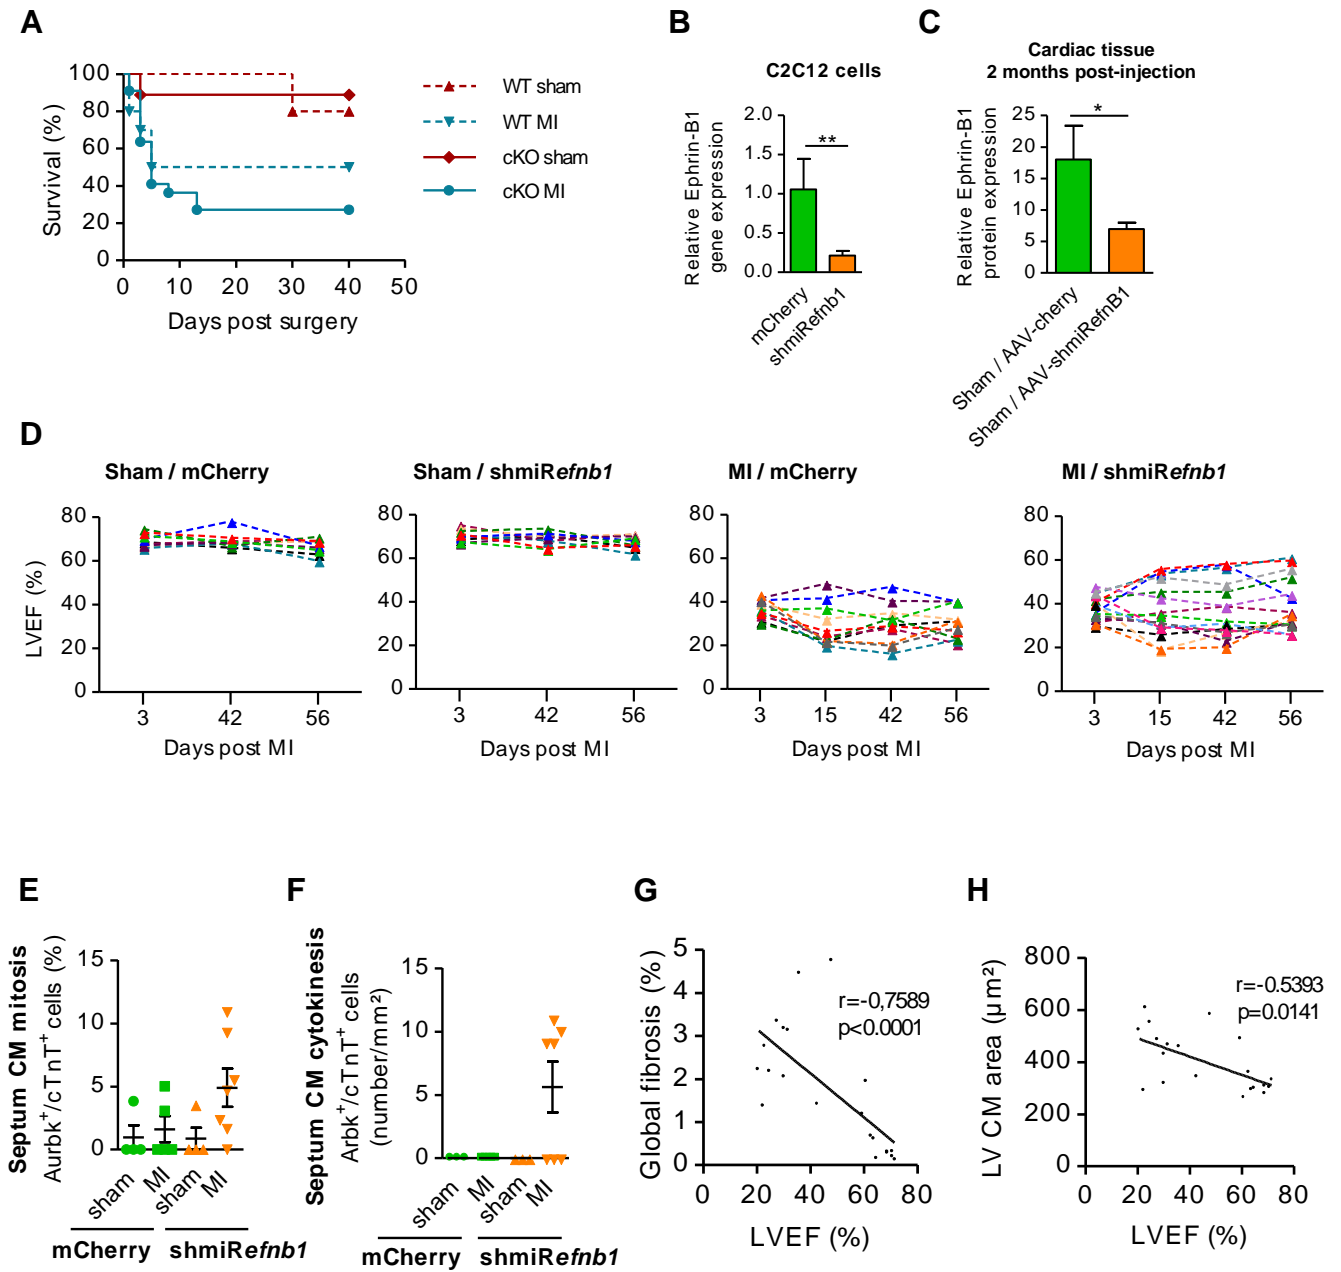 A
Survival (%)
100
80
60
40
20
0
0 10 20 30 40 50
Days post surgery
WT sham
WT MI
cKO sham
cKO MI
B
C2C12 cells
Relative Ephrin-B1
gene expression
2.0
1.5
1.0
0.5
0.0
**
mCherry
shmiRefnb1
C
Cardiac tissue
2 months post-injection
Relative Ephrin-B1
protein expression
25
20
15
10
5
0
*
Sham / AAV-cherry
Sham / AAV-shmiRefnB1
D
Sham / mCherry
LVEF (%)
80
60
40
20
0
3 42 56
Days post MI
Sham / shmiRefnb1
80
60
40
20
0
3 42 56
Days post MI
MI / mCherry
80
60
40
20
0
3 15 42 56
Days post MI
MI / shmiRefnb1
80
60
40
20
0
3 15 42 56
Days post MI
E
Septum CM mitosis
Aurbk+/cTnT+ cells (%)
15
10
5
0
sham MI sham MI
mCherry shmiRefnb1
F
Septum CM cytokinesis
Arbk+/cTnT+ cells
(number/mm²)
15
10
5
0
sham MI sham MI
mCherry shmiRefnb1
G
Global fibrosis (%)
5
4
3
2
1
0
r=-0,7589
p<0.0001
0 20 40 60 80
LVEF (%)
H
LV CM area (µm²)
800
600
400
200
0
r=-0.5393
p=0.0141
0 20 40 60 80
LVEF (%)